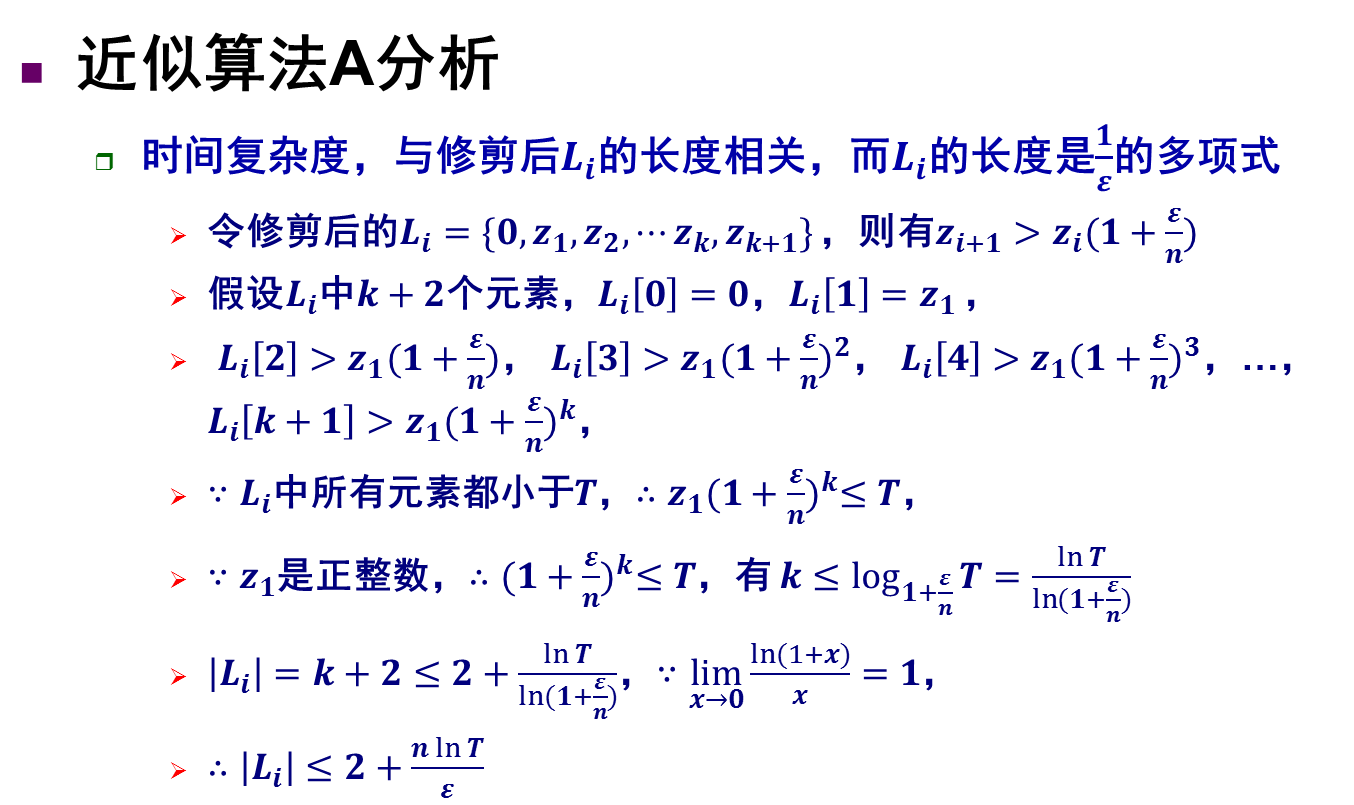 近似算法A分析
时间复杂度，与修剪后Lᵢ的长度相关，而Lᵢ的长度是1/ε的多项式
令修剪后的Lᵢ = {0, z₁, z₂, ⋯ zₖ, zₖ₊₁}，则有zᵢ₊₁ > zᵢ(1 + ε/n)
假设Lᵢ中k + 2个元素，Lᵢ[0] = 0，Lᵢ[1] = z₁，
Lᵢ[2] > z₁(1 + ε/n)， Lᵢ[3] > z₁(1 + ε/n)²， Lᵢ[4] > z₁(1 + ε/n)³，…，
Lᵢ[k + 1] > z₁(1 + ε/n)ᵏ，
∵ Lᵢ中所有元素都小于T，∴ z₁(1 + ε/n)ᵏ ≤ T，
∵ z₁是正整数，∴ (1 + ε/n)ᵏ ≤ T，有 k ≤ log_{1+ε/n} T = ln T / ln(1+ε/n)
|Lᵢ| = k + 2 ≤ 2 + ln T / ln(1+ε/n)，∵ lim_{x→0} ln(1+x)/x = 1，
∴ |Lᵢ| ≤ 2 + n ln T / ε